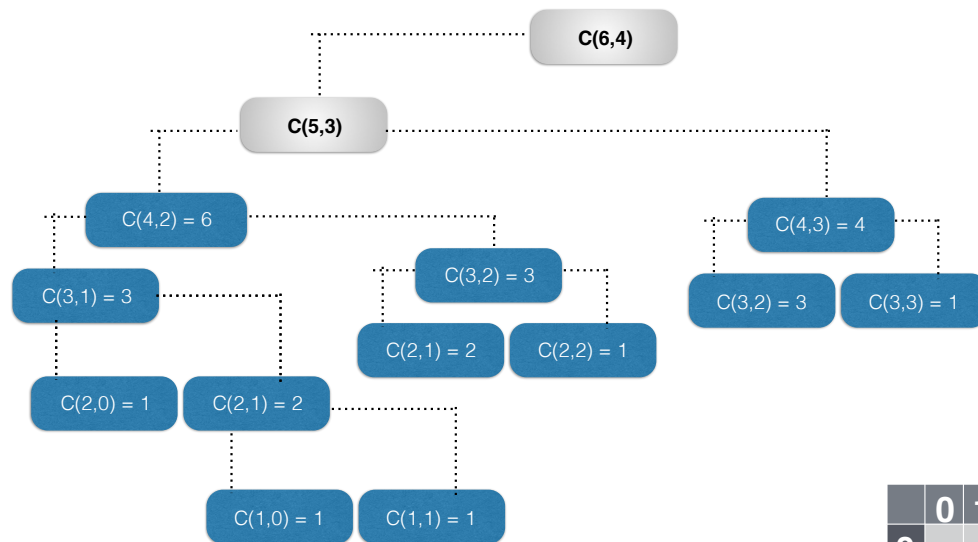 C(6,4)
C(5,3)
C(4,2) = 6
C(4,3) = 4
C(3,1) = 3
C(3,2) = 3
C(3,2) = 3
C(3,3) = 1
C(2,1) = 2
C(2,2) = 1
C(2,0) = 1
C(2,1) = 2
C(1,0) = 1
C(1,1) = 1
0